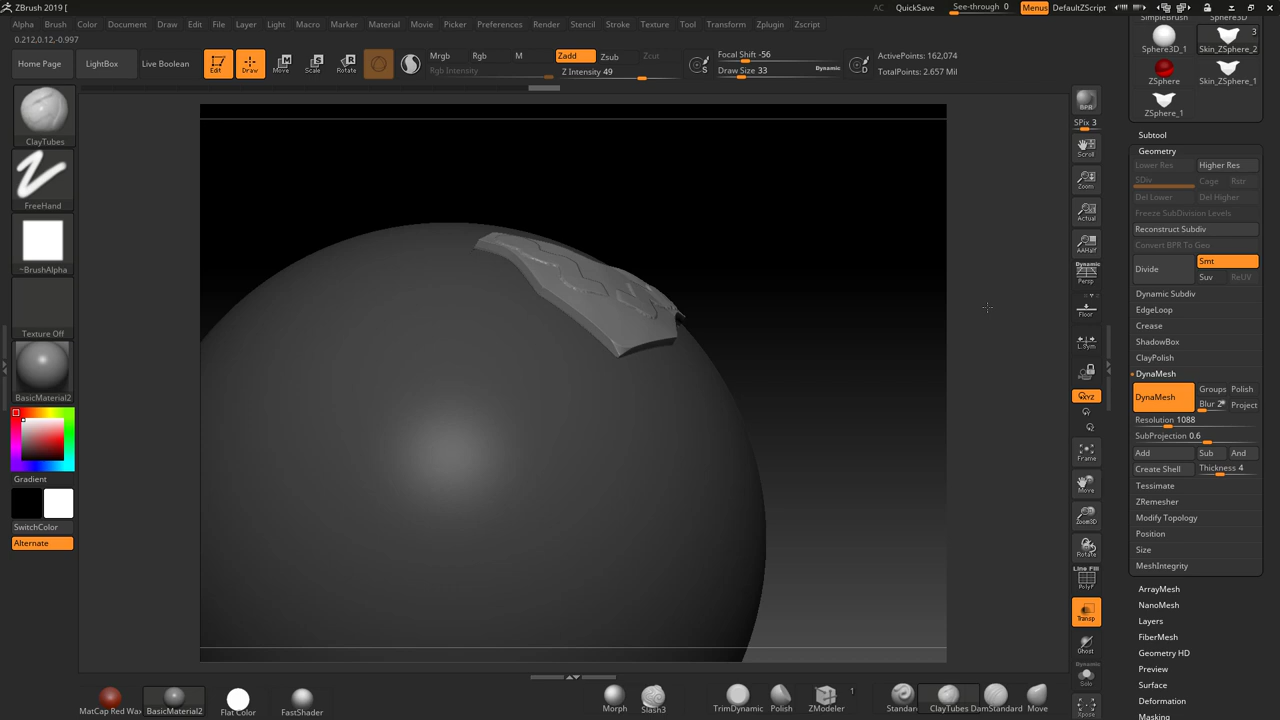 ZBrush 2019 [
AC QuickSave See-through 0 Menus DefaultZScript
Alpha Brush Color Document Draw Edit File Layer Light Macro Marker Material Movie Picker Preferences Render Stencil Stroke Texture Tool Transform Zplugin Zscript
0.212,0.12,-0.997
Home Page LightBox Live Boolean
Edit Draw Move Scale Rotate
Mrgb Rgb M Zadd Zsub Zcut
Rgb Intensity Z Intensity 49
Focal Shift -56
Draw Size 33 Dynamic
S D
ActivePoints: 162,074
TotalPoints: 2.657 Mil
ClayTubes
FreeHand
~BrushAlpha
Texture Off
BasicMaterial2
Gradient
SwitchColor
Alternate
BPR
SPix 3
Scroll
Zoom
Actual
AAHalf
Dynamic
Persp
Floor
L.Sym
XYZ
Frame
Move
Zoom3D
Rotate
Line Fill
PolyF
Transp
Ghost
Dynamic
Solo
Xpose
SimpleBrush Sphere3D
3
Sphere3D_1 Skin_ZSphere_2
ZSphere Skin_ZSphere_1
ZSphere_1
Subtool
Geometry
Lower Res Higher Res
SDiv Cage Rstr
Del Lower Del Higher
Freeze SubDivision Levels
Reconstruct Subdiv
Convert BPR To Geo
Divide Smt
Suv ReUV
Dynamic Subdiv
EdgeLoop
Crease
ShadowBox
ClayPolish
DynaMesh
DynaMesh Groups Polish
Blur 2 Project
Resolution 1088
SubProjection 0.6
Add Sub And
Create Shell Thickness 4
Tessimate
ZRemesher
Modify Topology
Position
Size
MeshIntegrity
ArrayMesh
NanoMesh
Layers
FiberMesh
Geometry HD
Preview
Surface
Deformation
Masking
MatCap Red Wax BasicMaterial2 Flat Color FastShader Morph Slash3 TrimDynamic Polish ZModeler 1 Standar ClayTubes DamStandard Move